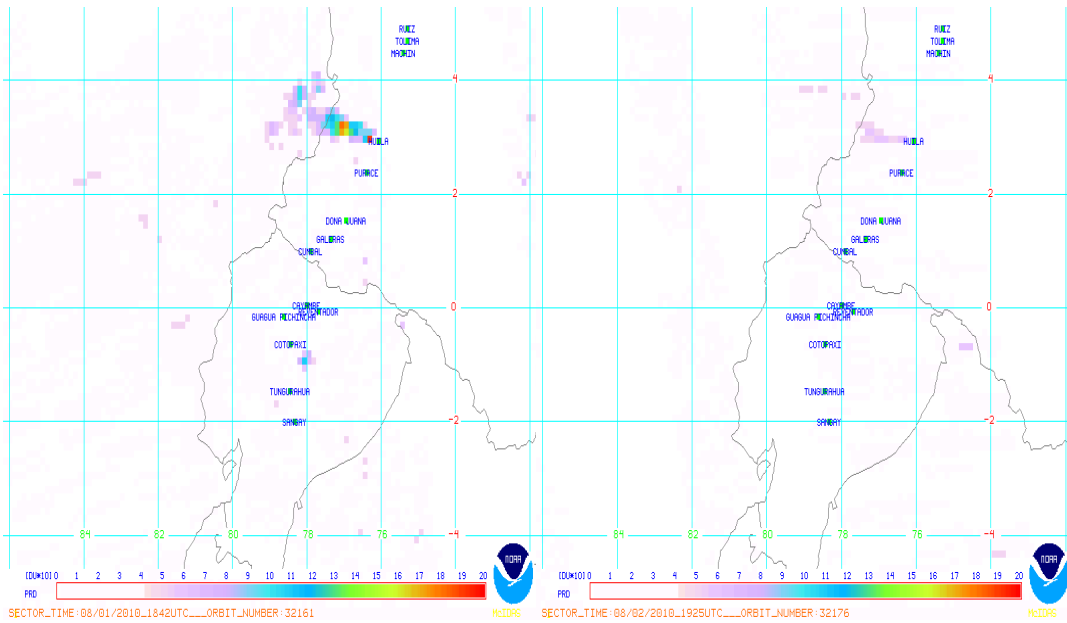 RUIZ
TOLIMA
MACHIN
4
HUILA
PURACE
2
DONA JUANA
GALERAS
CUMBAL
CAYAMBE
REVENTADOR
GUAGUA PICHINCHA
0
COTOPAXI
TUNGURAHUA
-2
SANGAY
84 82 80 78 76 -4
NOAA
[DU*10] 0 1 2 3 4 5 6 7 8 9 10 11 12 13 14 15 16 17 18 19 20
PRD
SECTOR_TIME:08/01/2010_1842UTC___ORBIT_NUMBER:32161
McIDAS
RUIZ
TOLIMA
MACHIN
4
HUILA
PURACE
2
DONA JUANA
GALERAS
CUMBAL
CAYAMBE
REVENTADOR
GUAGUA PICHINCHA
0
COTOPAXI
TUNGURAHUA
-2
SANGAY
84 82 80 78 76 -4
NOAA
[DU*10] 0 1 2 3 4 5 6 7 8 9 10 11 12 13 14 15 16 17 18 19 20
PRD
SECTOR_TIME:08/02/2010_1925UTC___ORBIT_NUMBER:32176
McIDAS